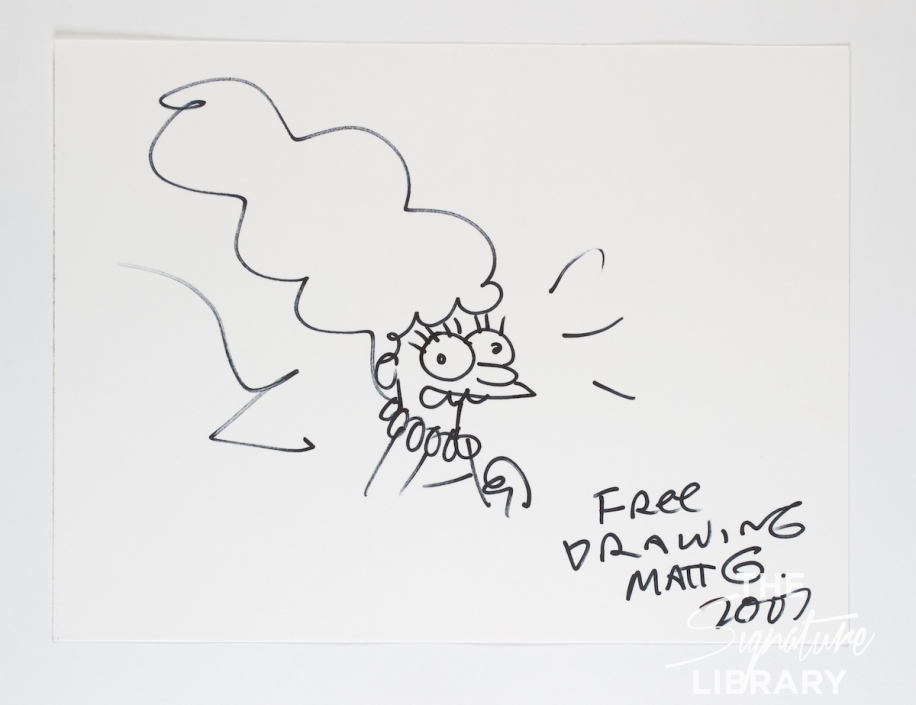 FRee
DRAWING
MATT G.
2007
THE
Signature
LIBRARY